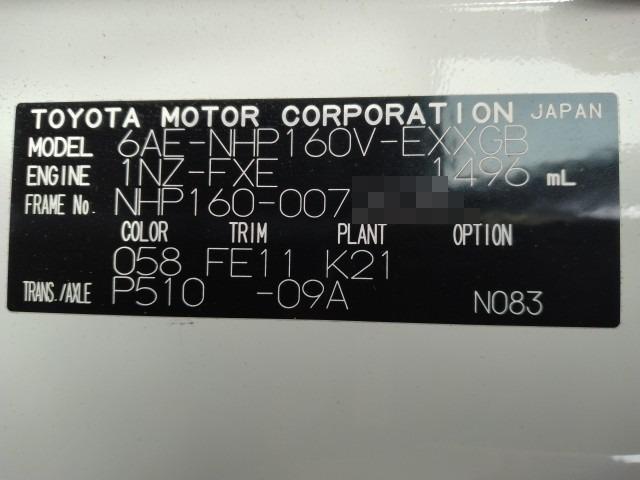 TOYOTA MOTOR CORPORATION JAPAN
MODEL 6AE-NHP160V-EXXGB
ENGINE 1NZ-FXE 1496 mL
FRAME No. NHP160-007
COLOR TRIM PLANT OPTION
058 FE11 K21
TRANS./AXLE P510 -09A N083